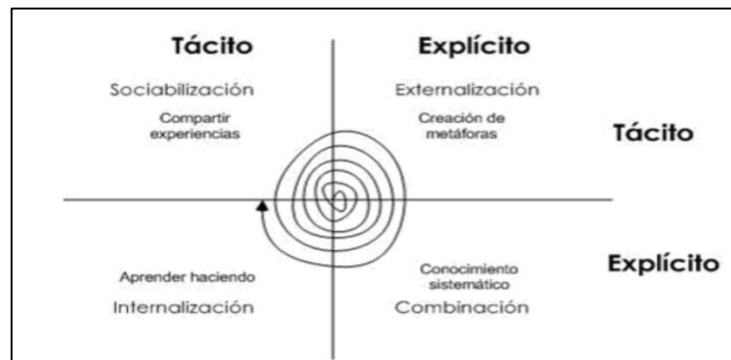 Tácito
Explícito
Sociabilización
Externalización
Compartir
experiencias
Creación de
metáforas
Tácito
Aprender haciendo
Internalización
Conocimiento
sistemático
Combinación
Explícito